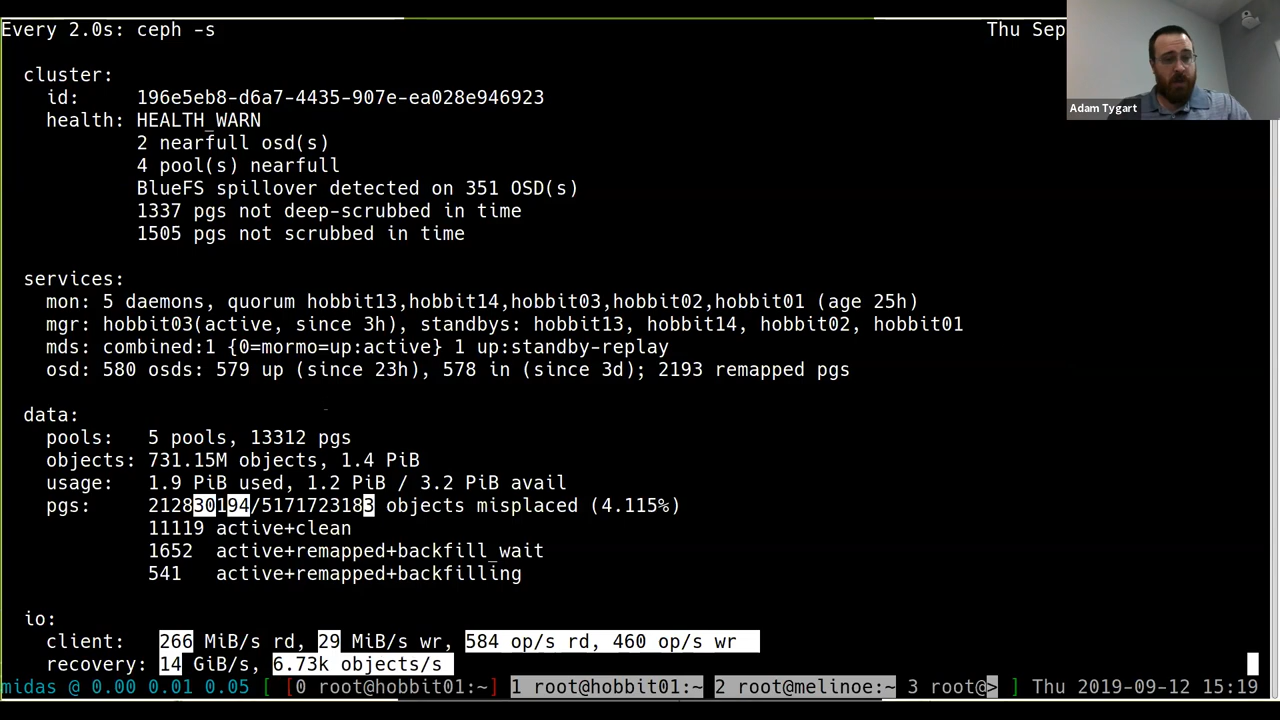 Every 2.0s: ceph -s Thu Sep
Adam Tygart
cluster:
id: 196e5eb8-d6a7-4435-907e-ea028e946923
health: HEALTH_WARN
2 nearfull osd(s)
4 pool(s) nearfull
BlueFS spillover detected on 351 OSD(s)
1337 pgs not deep-scrubbed in time
1505 pgs not scrubbed in time
services:
mon: 5 daemons, quorum hobbit13,hobbit14,hobbit03,hobbit02,hobbit01 (age 25h)
mgr: hobbit03(active, since 3h), standbys: hobbit13, hobbit14, hobbit02, hobbit01
mds: combined:1 {0=mormo=up:active} 1 up:standby-replay
osd: 580 osds: 579 up (since 23h), 578 in (since 3d); 2193 remapped pgs
data:
pools: 5 pools, 13312 pgs
objects: 731.15M objects, 1.4 PiB
usage: 1.9 PiB used, 1.2 PiB / 3.2 PiB avail
pgs: 212830194/5171723183 objects misplaced (4.115%)
11119 active+clean
1652 active+remapped+backfill_wait
541 active+remapped+backfilling
io:
client: 266 MiB/s rd, 29 MiB/s wr, 584 op/s rd, 460 op/s wr
recovery: 14 GiB/s, 6.73k objects/s
midas @ 0.00 0.01 0.05 [ [0 root@hobbit01:~] 1 root@hobbit01:~ 2 root@melinoe:~ 3 root@> ] Thu 2019-09-12 15:19